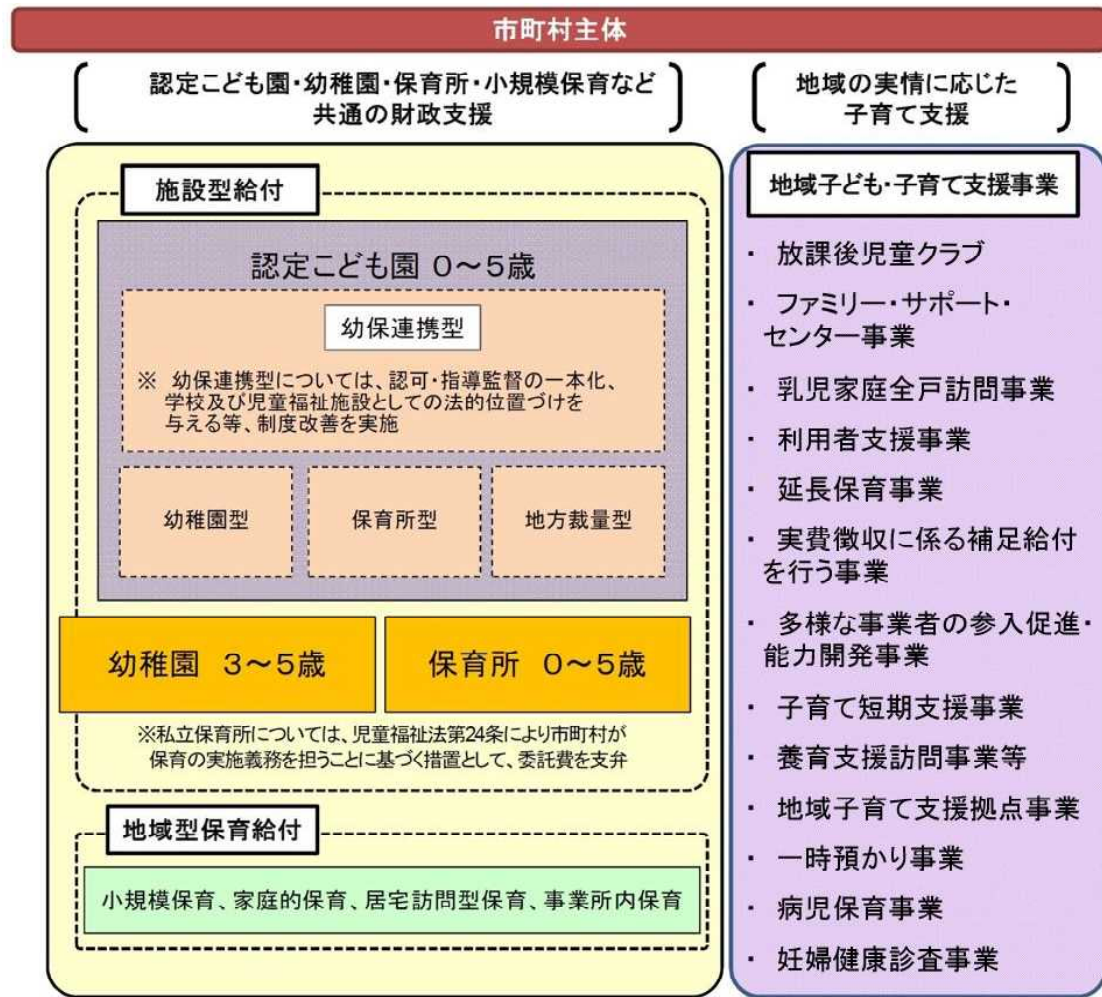 市町村主体
認定こども園・幼稚園・保育所・小規模保育など
共通の財政支援
施設型給付
認定こども園 0〜5歳
幼保連携型
※ 幼保連携型については、認可・指導監督の一本化、
学校及び児童福祉施設としての法的位置づけを
与える等、制度改善を実施
幼稚園型
保育所型
地方裁量型
幼稚園 3〜5歳
保育所 0〜5歳
※私立保育所については、児童福祉法第24条により市町村が
保育の実施義務を担うことに基づく措置として、委託費を支弁
地域型保育給付
小規模保育、家庭的保育、居宅訪問型保育、事業所内保育
地域の実情に応じた
子育て支援
地域子ども・子育て支援事業
・ 放課後児童クラブ
・ ファミリー・サポート・
センター事業
・ 乳児家庭全戸訪問事業
・ 利用者支援事業
・ 延長保育事業
・ 実費徴収に係る補足給付
を行う事業
・ 多様な事業者の参入促進・
能力開発事業
・ 子育て短期支援事業
・ 養育支援訪問事業等
・ 地域子育て支援拠点事業
・ 一時預かり事業
・ 病児保育事業
・ 妊婦健康診査事業